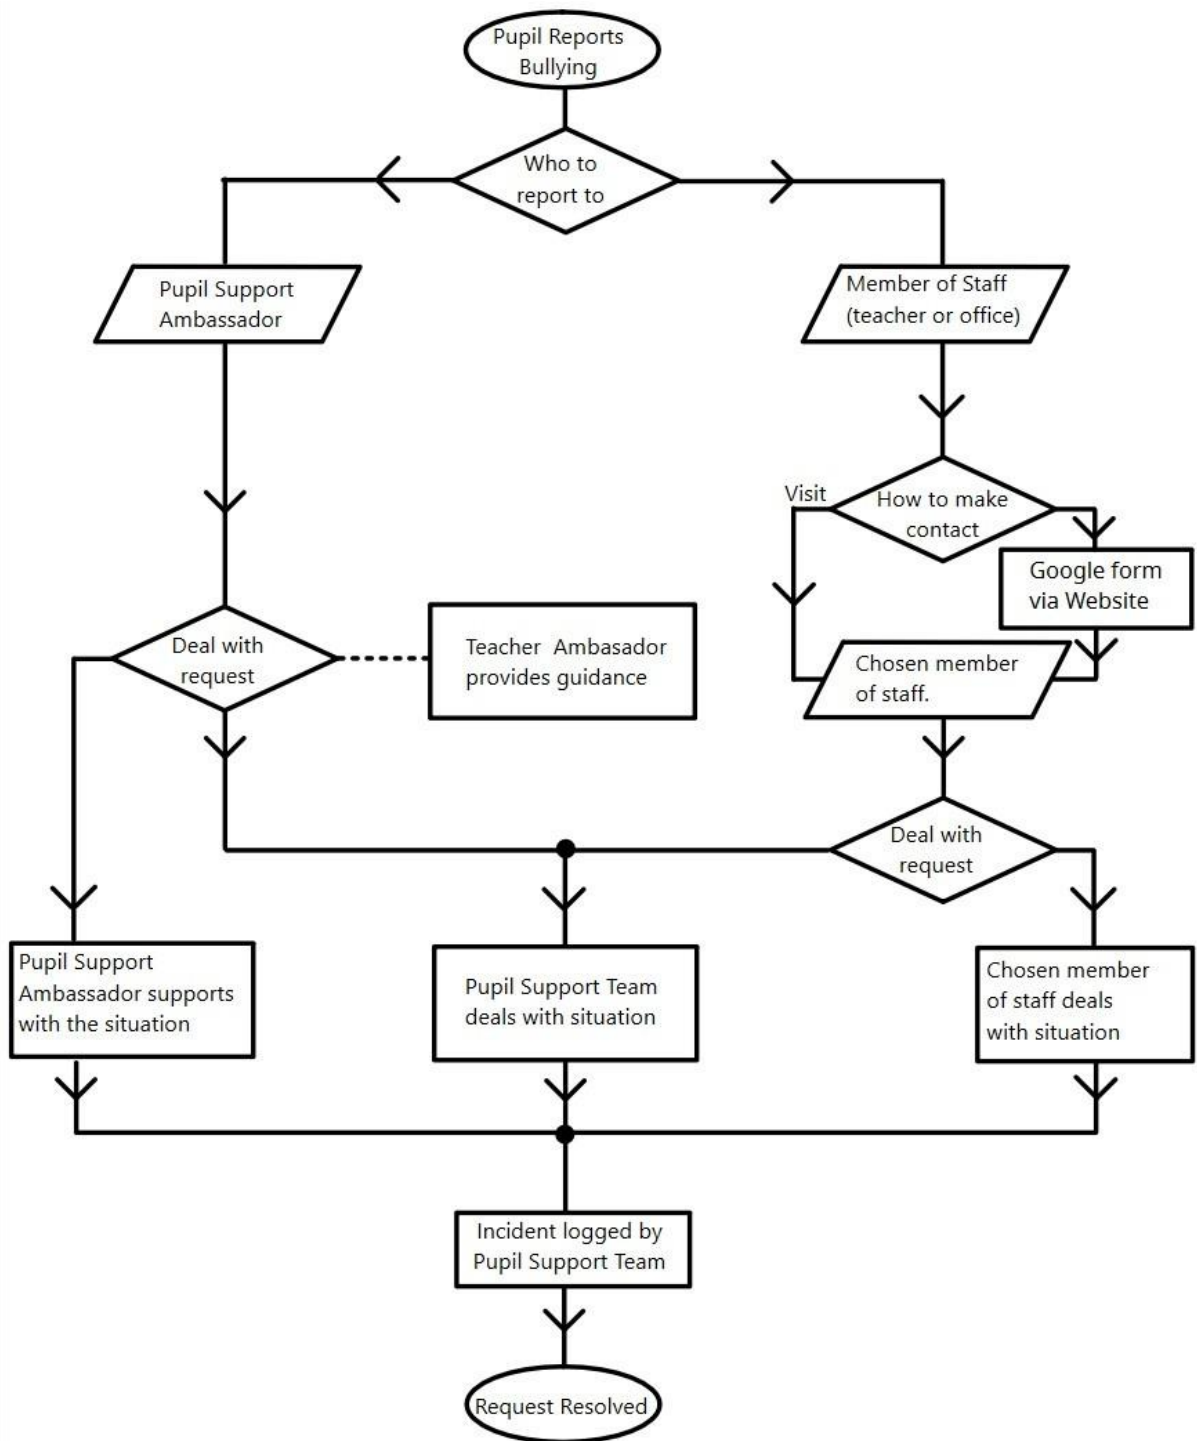 Pupil Reports
Bullying
Who to
report to
Pupil Support
Ambassador
Member of Staff
(teacher or office)
Visit
How to make
contact
Google form
via Website
Deal with
request
Teacher Ambasador
provides guidance
Chosen member
of staff.
Deal with
request
Pupil Support
Ambassador supports
with the situation
Pupil Support Team
deals with situation
Chosen member
of staff deals
with situation
Incident logged by
Pupil Support Team
Request Resolved